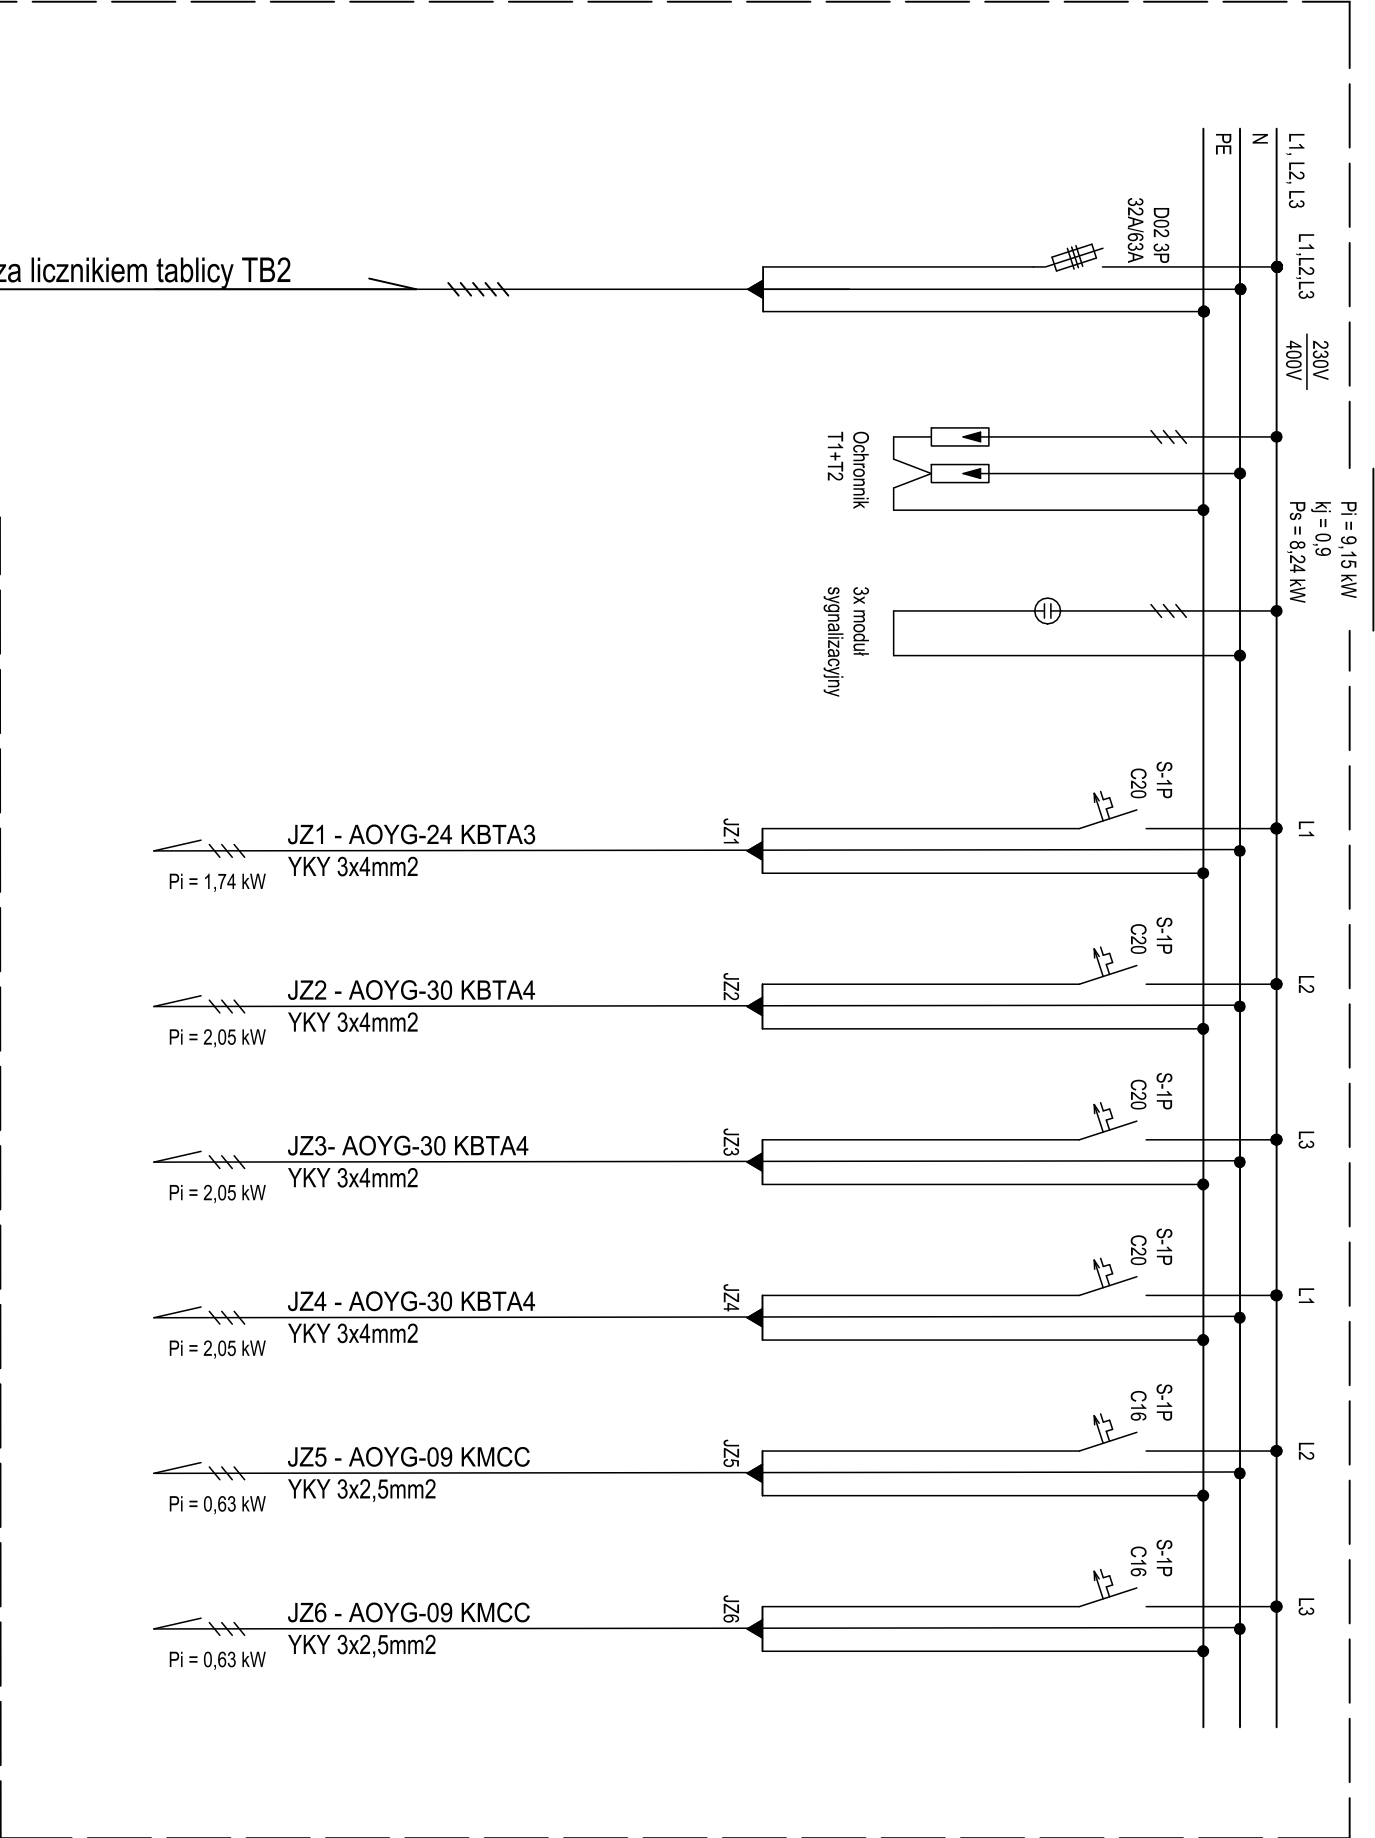 L1, L2, L3
N
PE
L1,L2,L3
D02 3P
32A/63A
za licznikiem tablicy TB2
230V
400V
Pi = 9,15 kW
kj = 0,9
Ps = 8,24 kW
Ochronnik
T1+T2
3x moduł
sygnalizacyjny
L1
S-1P
C20
JZ1
JZ1 - AOYG-24 KBTA3
YKY 3x4mm2
Pi = 1,74 kW
L2
S-1P
C20
JZ2
JZ2 - AOYG-30 KBTA4
YKY 3x4mm2
Pi = 2,05 kW
L3
S-1P
C20
JZ3
JZ3- AOYG-30 KBTA4
YKY 3x4mm2
Pi = 2,05 kW
L1
S-1P
C20
JZ4
JZ4 - AOYG-30 KBTA4
YKY 3x4mm2
Pi = 2,05 kW
L2
S-1P
C16
JZ5
JZ5 - AOYG-09 KMCC
YKY 3x2,5mm2
Pi = 0,63 kW
L3
S-1P
C16
JZ6
JZ6 - AOYG-09 KMCC
YKY 3x2,5mm2
Pi = 0,63 kW